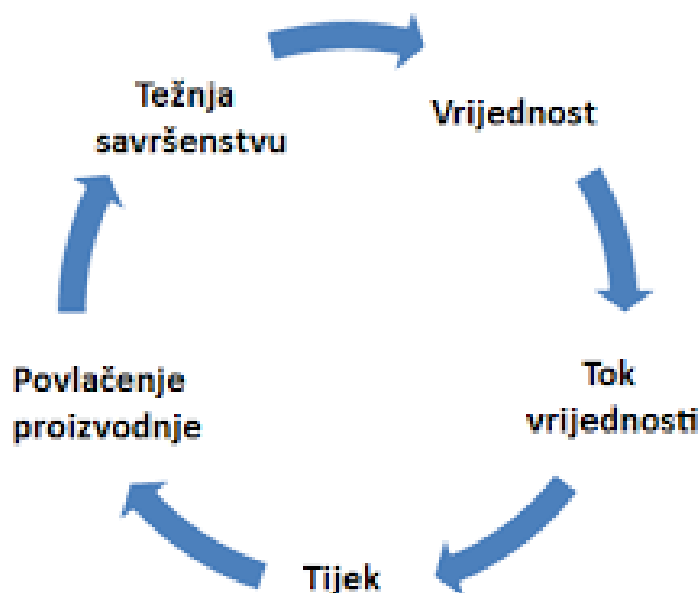 Težnja
savršenstvu
Vrijednost
Tok
vrijednosti
Tijek
Povlačenje
proizvodnje